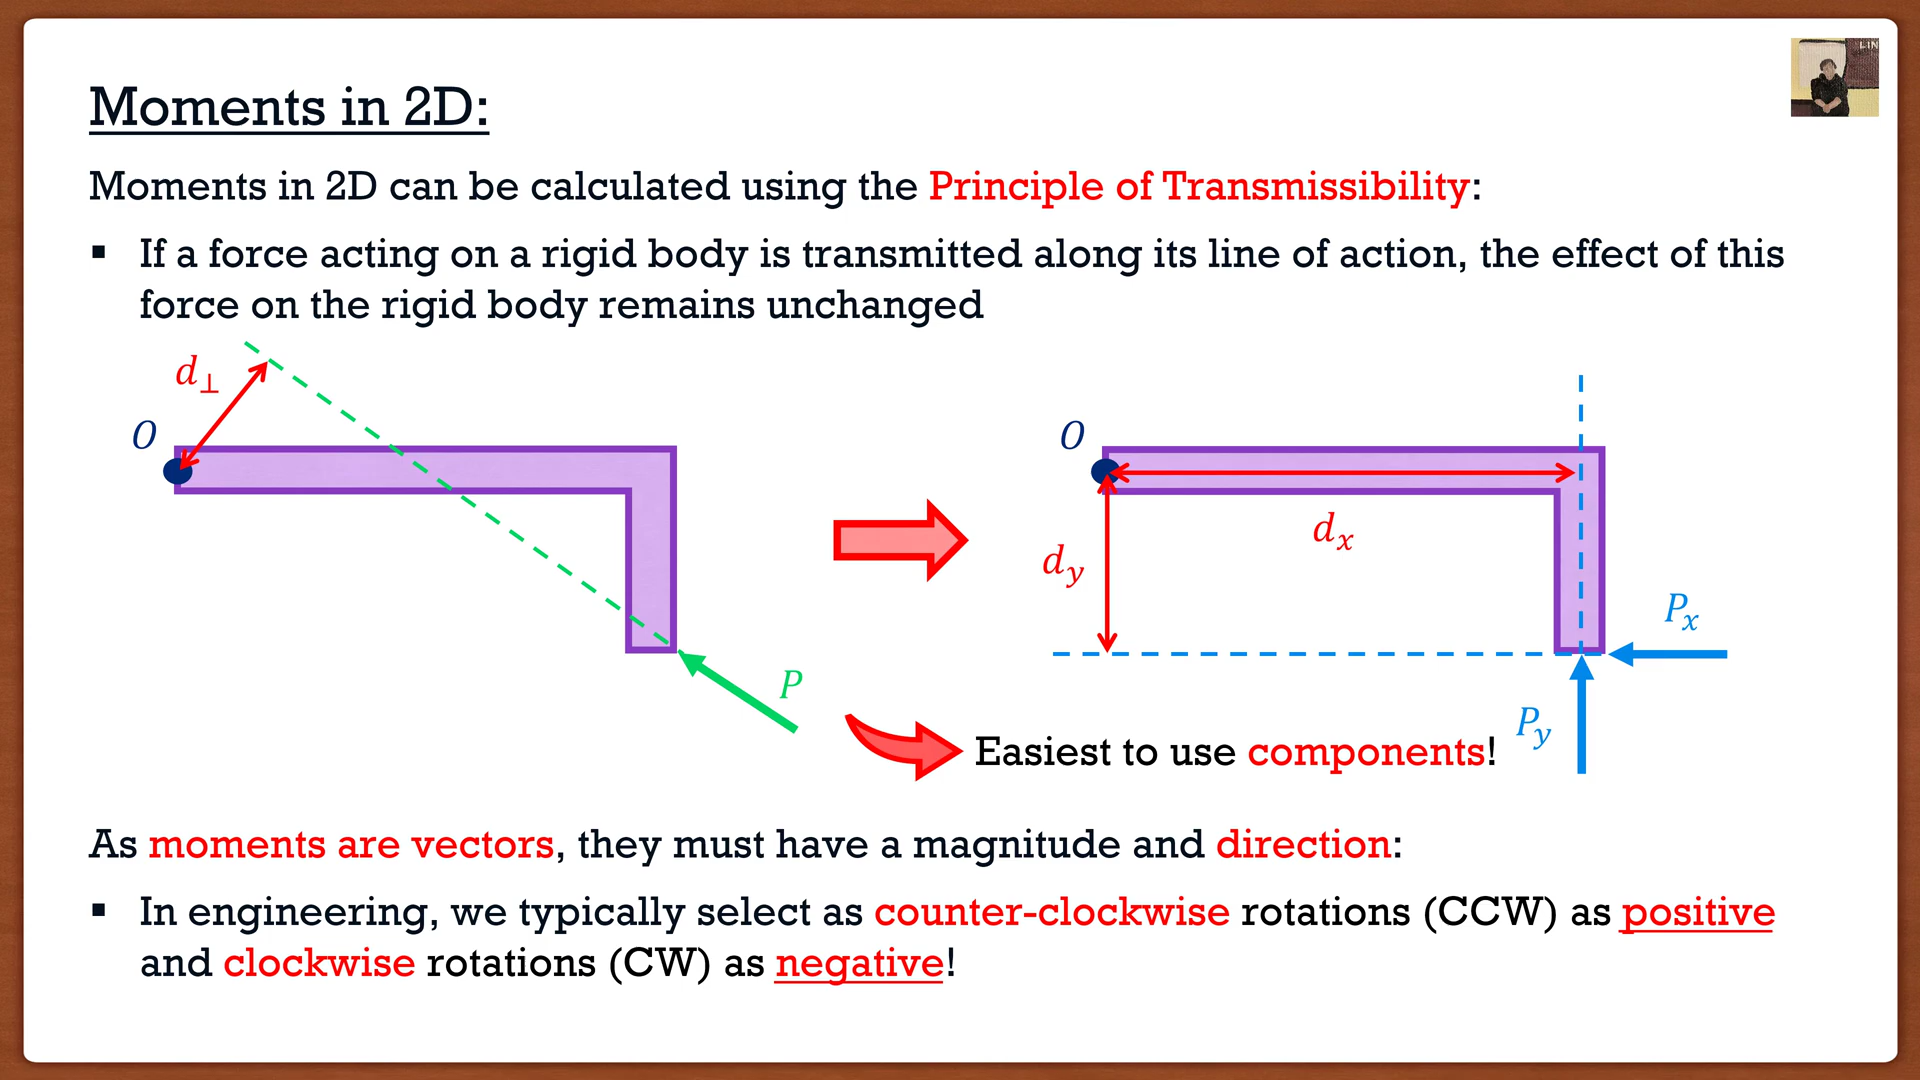 LIN
Moments in 2D:
Moments in 2D can be calculated using the Principle of Transmissibility:
▪ If a force acting on a rigid body is transmitted along its line of action, the effect of this
force on the rigid body remains unchanged
d⊥
O
P
O
dₓ
d_y
Pₓ
P_y
Easiest to use components!
As moments are vectors, they must have a magnitude and direction:
▪ In engineering, we typically select as counter-clockwise rotations (CCW) as positive
and clockwise rotations (CW) as negative!